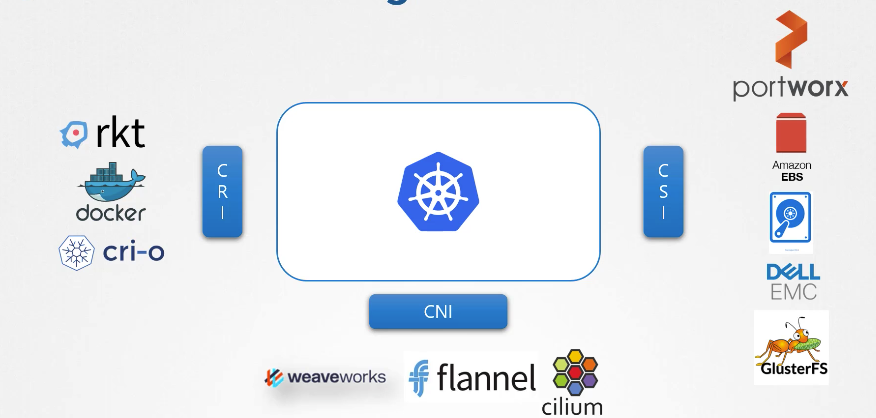 portworx
rkt
docker
cri-o
C
R
I
C
S
I
Amazon
EBS
DELL
EMC
GlusterFS
CNI
weaveworks
flannel
cilium